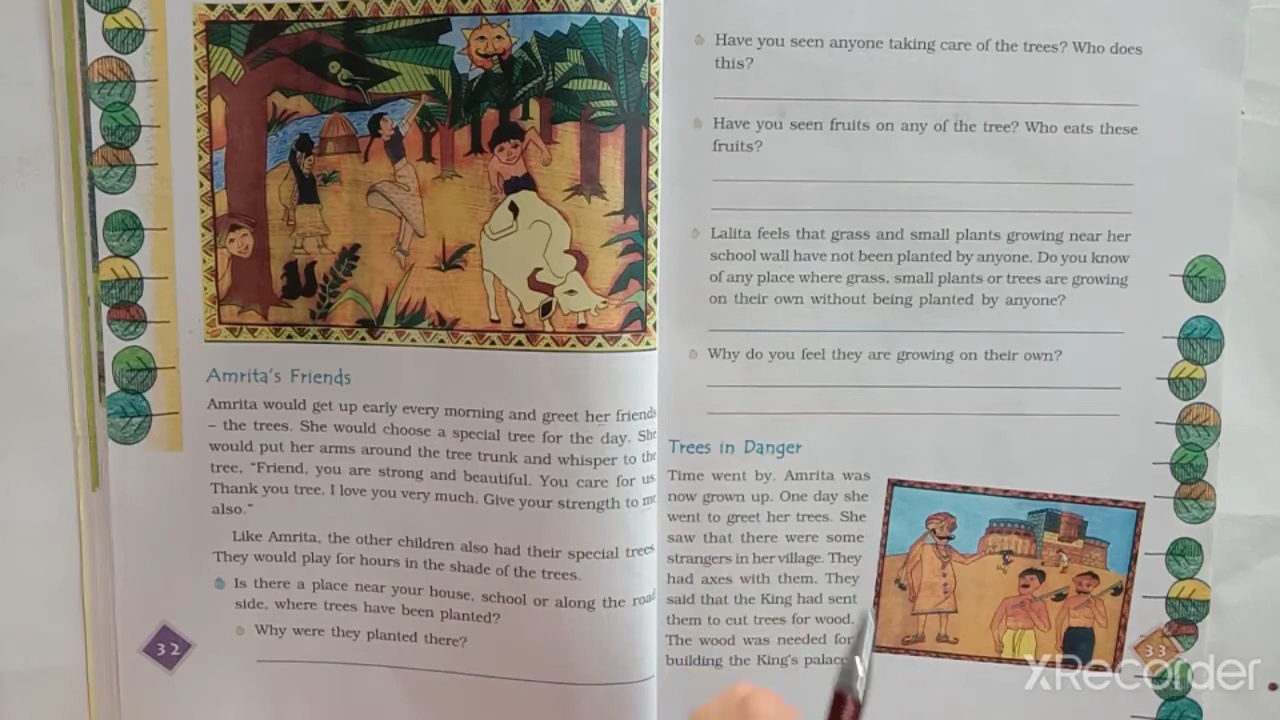 Amrita's Friends
Amrita would get up early every morning and greet her friends
– the trees. She would choose a special tree for the day. She
would put her arms around the tree trunk and whisper to the
tree, "Friend, you are strong and beautiful. You care for us.
Thank you tree. I love you very much. Give your strength to me
also."
Like Amrita, the other children also had their special trees.
They would play for hours in the shade of the trees.
Is there a place near your house, school or along the road
side, where trees have been planted?
Why were they planted there?
32
Have you seen anyone taking care of the trees? Who does
this?
Have you seen fruits on any of the tree? Who eats these
fruits?
Lalita feels that grass and small plants growing near her
school wall have not been planted by anyone. Do you know
of any place where grass, small plants or trees are growing
on their own without being planted by anyone?
Why do you feel they are growing on their own?
Trees in Danger
Time went by. Amrita was
now grown up. One day she
went to greet her trees. She
saw that there were some
strangers in her village. They
had axes with them. They
said that the King had sent
them to cut trees for wood.
The wood was needed for
building the King's palace
33
XRecorder